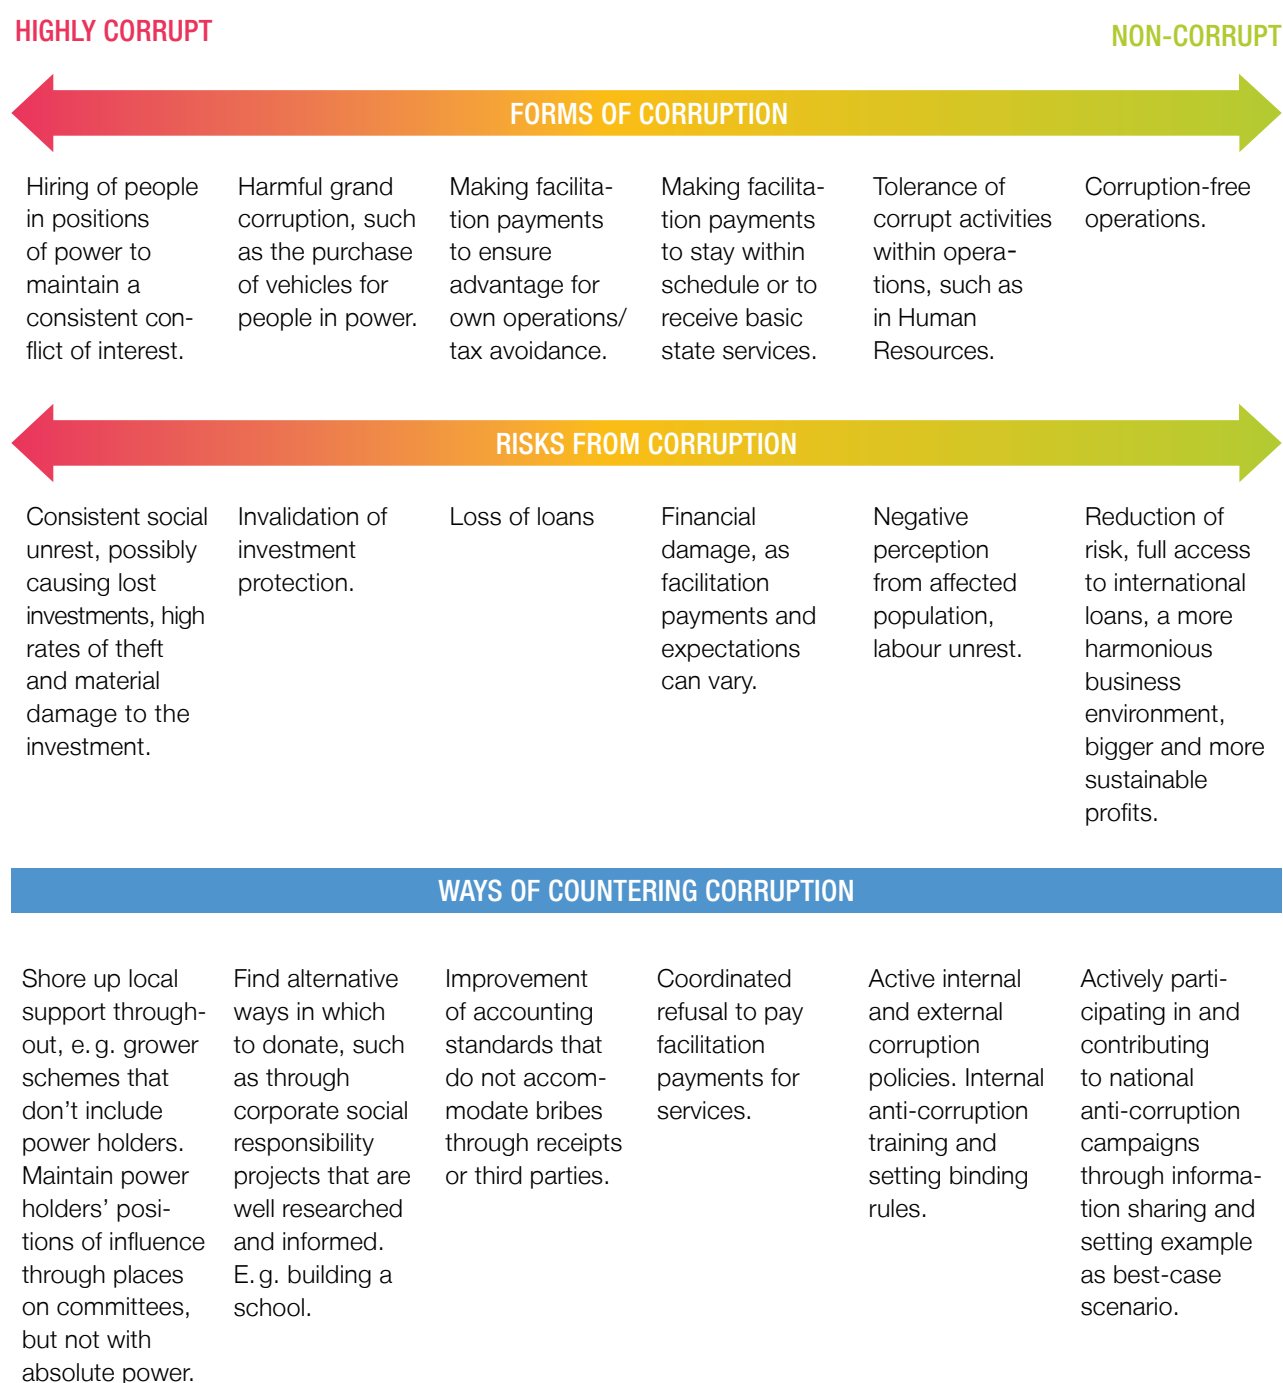 HIGHLY CORRUPT
NON-CORRUPT
FORMS OF CORRUPTION
Hiring of people
in positions
of power to
maintain a
consistent con-
flict of interest.
Harmful grand
corruption, such
as the purchase
of vehicles for
people in power.
Making facilita-
tion payments
to ensure
advantage for
own operations/
tax avoidance.
Making facilita-
tion payments
to stay within
schedule or to
receive basic
state services.
Tolerance of
corrupt activities
within opera-
tions, such as
in Human
Resources.
Corruption-free
operations.
RISKS FROM CORRUPTION
Consistent social
unrest, possibly
causing lost
investments, high
rates of theft
and material
damage to the
investment.
Invalidation of
investment
protection.
Loss of loans
Financial
damage, as
facilitation
payments and
expectations
can vary.
Negative
perception
from affected
population,
labour unrest.
Reduction of
risk, full access
to international
loans, a more
harmonious
business
environment,
bigger and more
sustainable
profits.
WAYS OF COUNTERING CORRUPTION
Shore up local
support through-
out, e. g. grower
schemes that
don’t include
power holders.
Maintain power
holders’ posi-
tions of influence
through places
on committees,
but not with
absolute power.
Find alternative
ways in which
to donate, such
as through
corporate social
responsibility
projects that are
well researched
and informed.
E. g. building a
school.
Improvement
of accounting
standards that
do not accom-
modate bribes
through receipts
or third parties.
Coordinated
refusal to pay
facilitation
payments for
services.
Active internal
and external
corruption
policies. Internal
anti-corruption
training and
setting binding
rules.
Actively parti-
cipating in and
contributing
to national
anti-corruption
campaigns
through informa-
tion sharing and
setting example
as best-case
scenario.